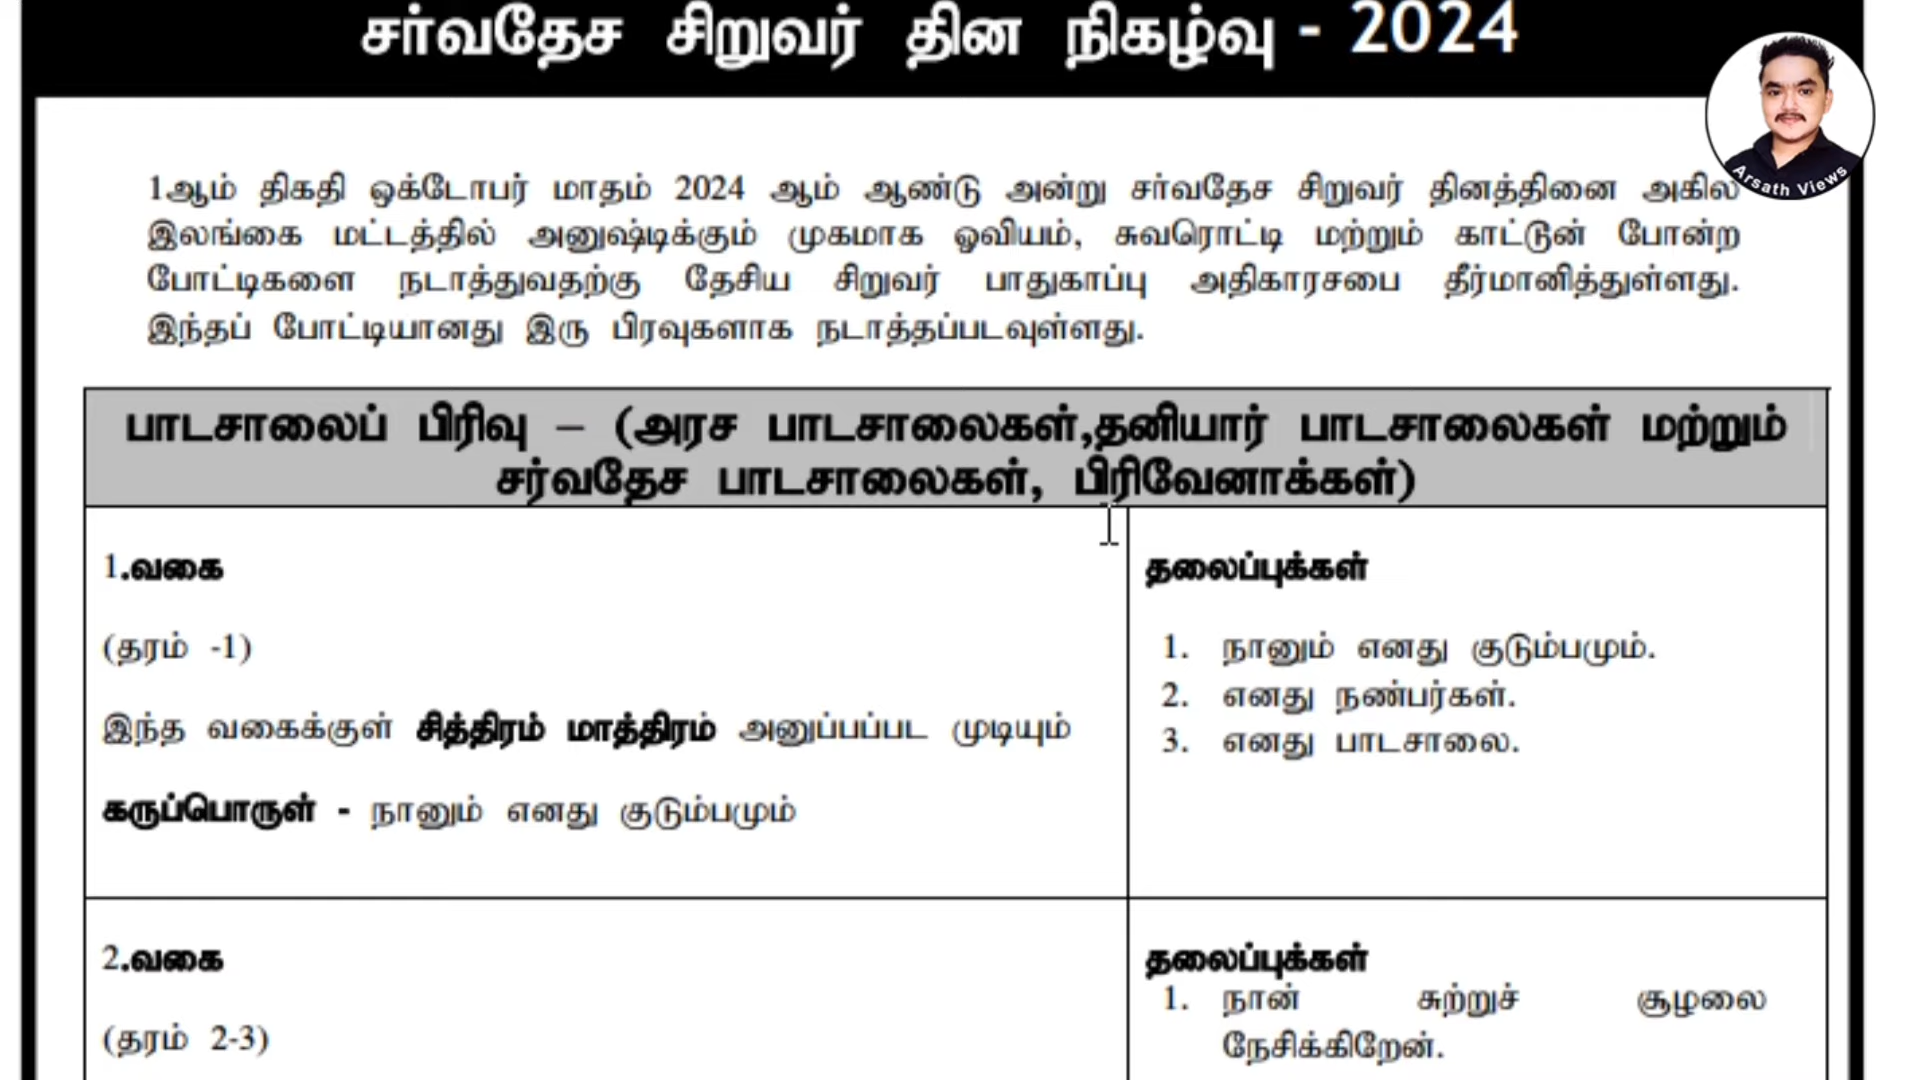 சர்வதேச சிறுவர் தின நிகழ்வு - 2024
Arsath Views
1ஆம் திகதி ஒக்டோபர் மாதம் 2024 ஆம் ஆண்டு அன்று சர்வதேச சிறுவர் தினத்தினை அகில
இலங்கை மட்டத்தில் அனுஷ்டிக்கும் முகமாக ஓவியம், சுவரொட்டி மற்றும் காட்டூன் போன்ற
போட்டிகளை நடாத்துவதற்கு தேசிய சிறுவர் பாதுகாப்பு அதிகாரசபை தீர்மானித்துள்ளது.
இந்தப் போட்டியானது இரு பிரவுகளாக நடாத்தப்படவுள்ளது.
பாடசாலைப் பிரிவு – (அரச பாடசாலைகள்,தனியார் பாடசாலைகள் மற்றும்
சர்வதேச பாடசாலைகள், பிரிவேனாக்கள்)
1.வகை
(தரம் -1)
இந்த வகைக்குள் சித்திரம் மாத்திரம் அனுப்பப்பட முடியும்
கருப்பொருள் - நானும் எனது குடும்பமும்
தலைப்புக்கள்
1. நானும் எனது குடும்பமும்.
2. எனது நண்பர்கள்.
3. எனது பாடசாலை.
2.வகை
(தரம் 2-3)
தலைப்புக்கள்
1. நான் சுற்றுச் சூழலை
நேசிக்கிறேன்.